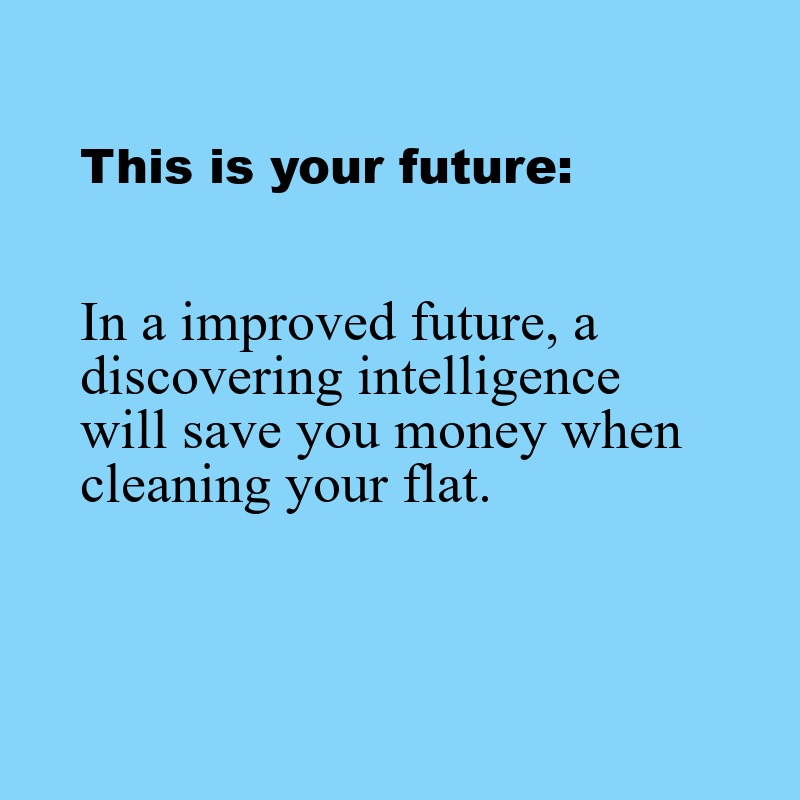 This is your future:
In a improved future, a
discovering intelligence
will save you money when
cleaning your flat.